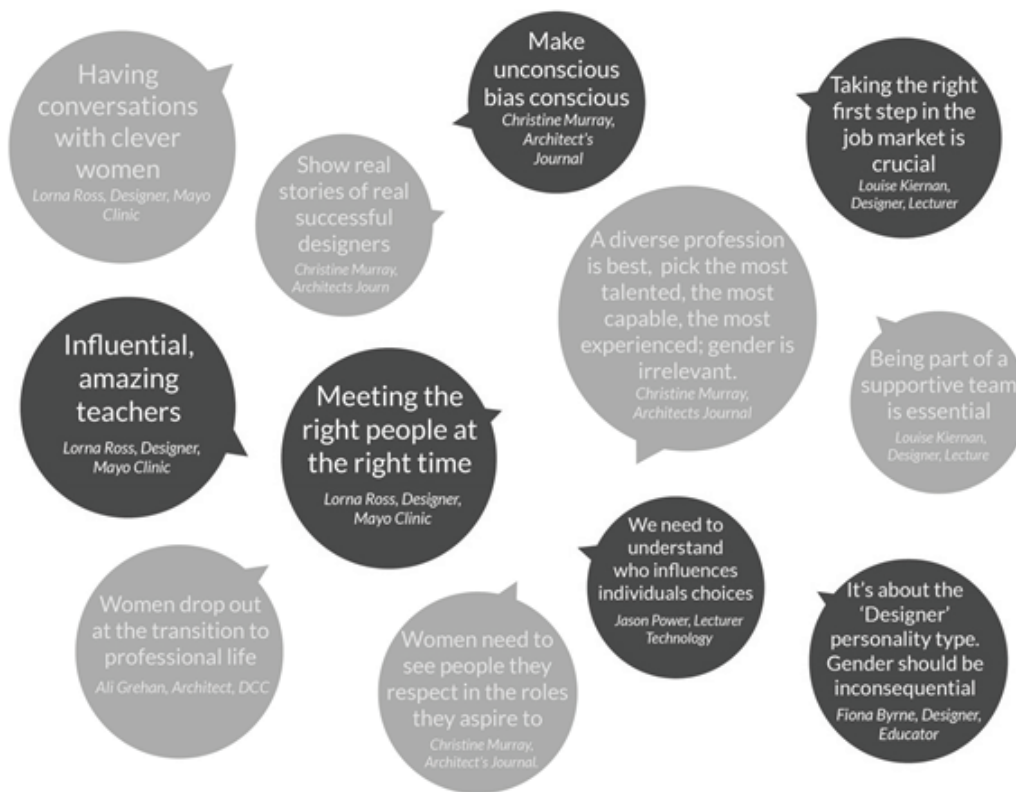 Having
conversations
with clever
women
Lorna Ross, Designer, Mayo
Clinic
Show real
stories of real
successful
designers
Christine Murray,
Architects Journ
Make
unconscious
bias conscious
Christine Murray,
Architect's
Journal
Taking the right
first step in the
job market is
crucial
Louise Kiernan,
Designer, Lecturer
A diverse profession
is best, pick the most
talented, the most
capable, the most
experienced; gender is
irrelevant.
Christine Murray,
Architects Journal
Influential,
amazing
teachers
Lorna Ross, Designer,
Mayo Clinic
Meeting the
right people at
the right time
Lorna Ross, Designer,
Mayo Clinic
Being part of a
supportive team
is essential
Louise Kiernan,
Designer, Lecture
Women drop out
at the transition to
professional life
Ali Grehan, Architect, DCC
Women need to
see people they
respect in the roles
they aspire to
Christine Murray,
Architect's Journal.
We need to
understand
who influences
individuals choices
Jason Power, Lecturer
Technology
It's about the
'Designer'
personality type.
Gender should be
inconsequential
Fiona Byrne, Designer,
Educator